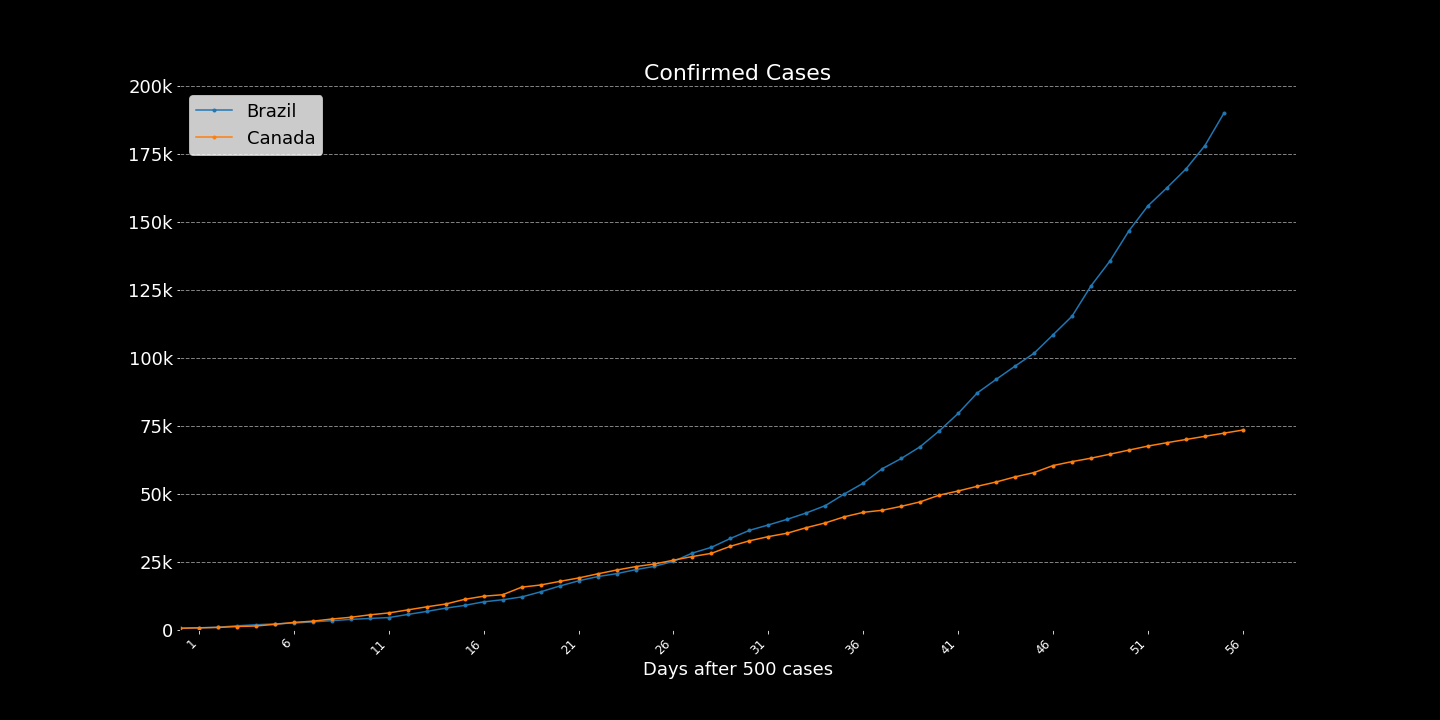 Confirmed Cases
200k
175k
150k
125k
100k
75k
50k
25k
0
Brazil
Canada
1 6 11 16 21 26 31 36 41 46 51 56
Days after 500 cases